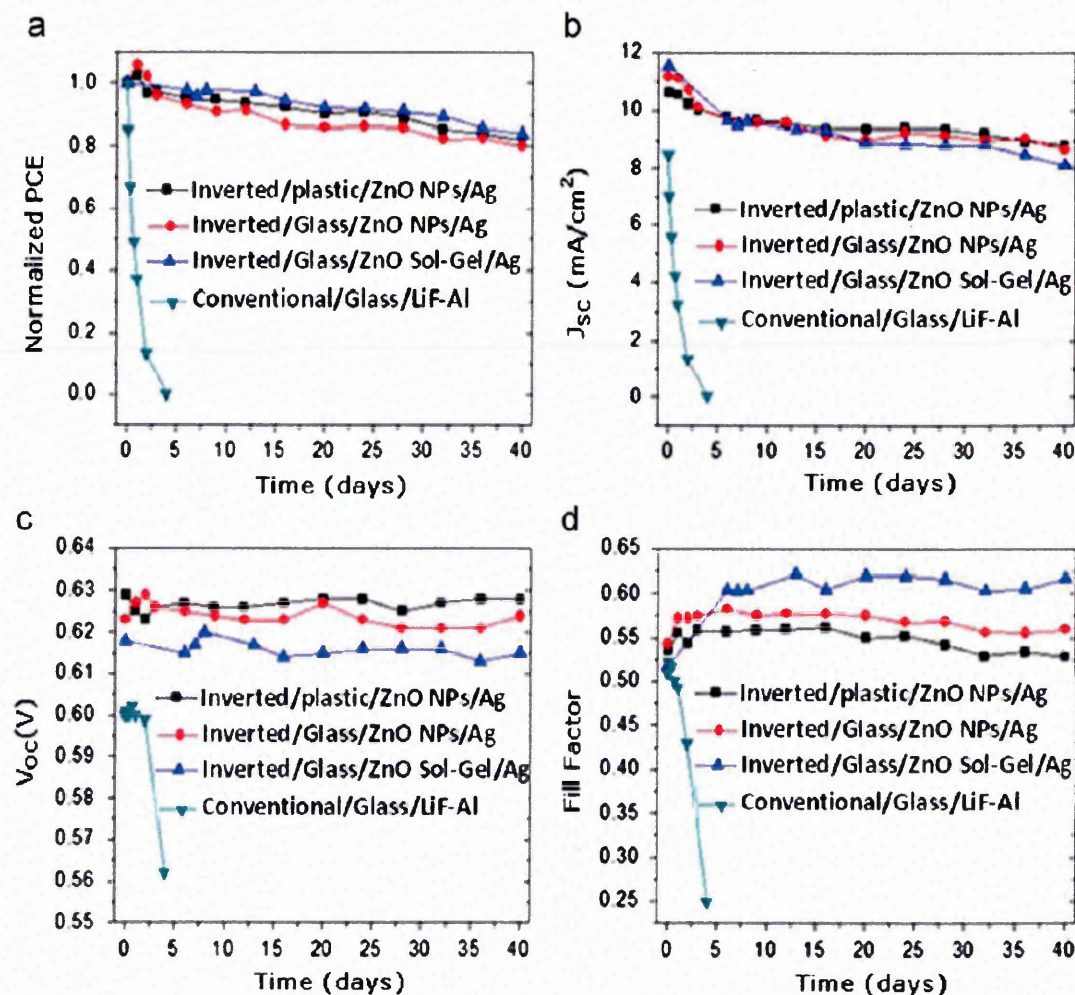 a
Normalized PCE
1.0
0.8
0.6
0.4
0.2
0.0
Inverted/plastic/ZnO NPs/Ag
Inverted/Glass/ZnO NPs/Ag
Inverted/Glass/ZnO Sol-Gel/Ag
Conventional/Glass/LiF-Al
0 5 10 15 20 25 30 35 40
Time (days)
b
JSC (mA/cm²)
12
10
8
6
4
2
0
Inverted/plastic/ZnO NPs/Ag
Inverted/Glass/ZnO NPs/Ag
Inverted/Glass/ZnO Sol-Gel/Ag
Conventional/Glass/LiF-Al
0 5 10 15 20 25 30 35 40
Time (days)
c
VOC(V)
0.64
0.63
0.62
0.61
0.60
0.59
0.58
0.57
0.56
0.55
Inverted/plastic/ZnO NPs/Ag
Inverted/Glass/ZnO NPs/Ag
Inverted/Glass/ZnO Sol-Gel/Ag
Conventional/Glass/LiF-Al
0 5 10 15 20 25 30 35 40
Time (days)
d
Fill Factor
0.65
0.60
0.55
0.50
0.45
0.40
0.35
0.30
0.25
Inverted/plastic/ZnO NPs/Ag
Inverted/Glass/ZnO NPs/Ag
Inverted/Glass/ZnO Sol-Gel/Ag
Conventional/Glass/LiF-Al
0 5 10 15 20 25 30 35 40
Time (days)